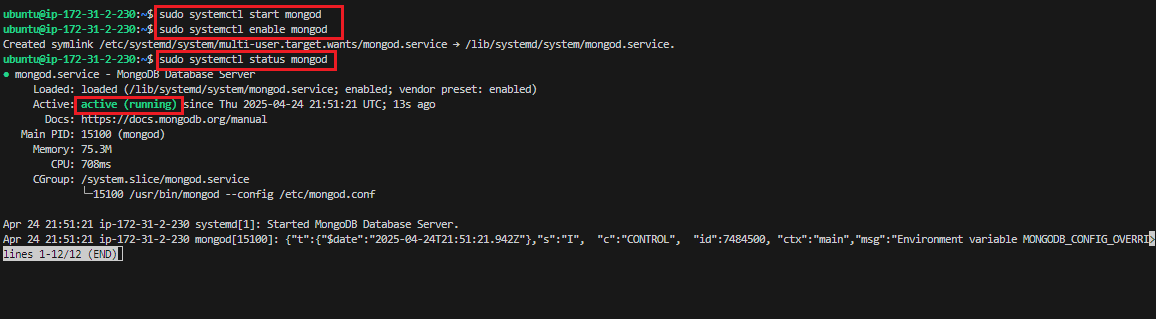 ubuntu@ip-172-31-2-230:~$ sudo systemctl start mongod
ubuntu@ip-172-31-2-230:~$ sudo systemctl enable mongod
Created symlink /etc/systemd/system/multi-user.target.wants/mongod.service → /lib/systemd/system/mongod.service.
ubuntu@ip-172-31-2-230:~$ sudo systemctl status mongod
● mongod.service - MongoDB Database Server
Loaded: loaded (/lib/systemd/system/mongod.service; enabled; vendor preset: enabled)
Active: active (running) since Thu 2025-04-24 21:51:21 UTC; 13s ago
Docs: https://docs.mongodb.org/manual
Main PID: 15100 (mongod)
Memory: 75.3M
CPU: 708ms
CGroup: /system.slice/mongod.service
└─15100 /usr/bin/mongod --config /etc/mongod.conf
Apr 24 21:51:21 ip-172-31-2-230 systemd[1]: Started MongoDB Database Server.
Apr 24 21:51:21 ip-172-31-2-230 mongod[15100]: {"t":{"$date":"2025-04-24T21:51:21.942Z"},"s":"I",  "c":"CONTROL",  "id":7484500, "ctx":"main","msg":"Environment variable MONGODB_CONFIG_OVERRI>
lines 1-12/12 (END)